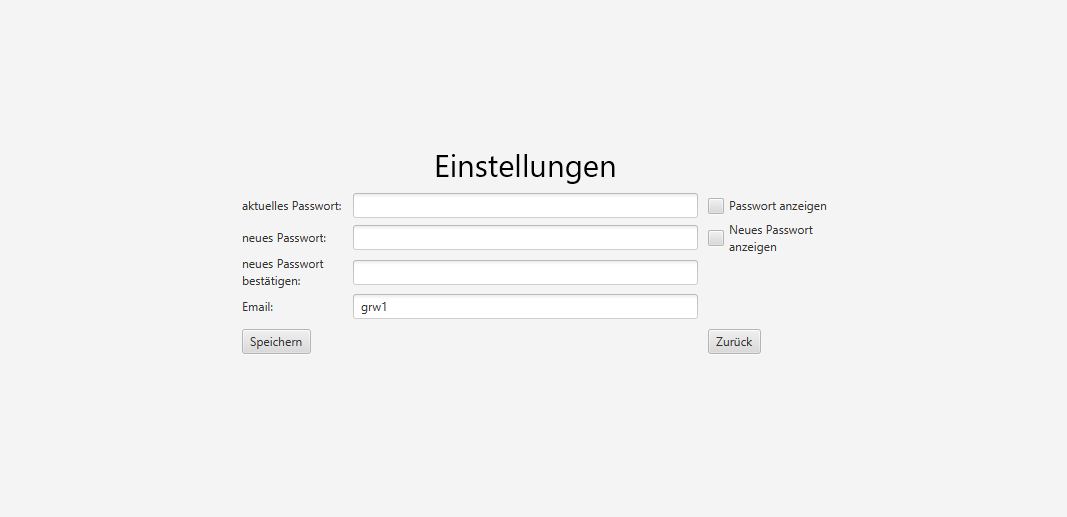 Einstellungen
aktuelles Passwort:
Passwort anzeigen
neues Passwort:
Neues Passwort
anzeigen
neues Passwort
bestätigen:
Email:
grw1
Speichern
Zurück